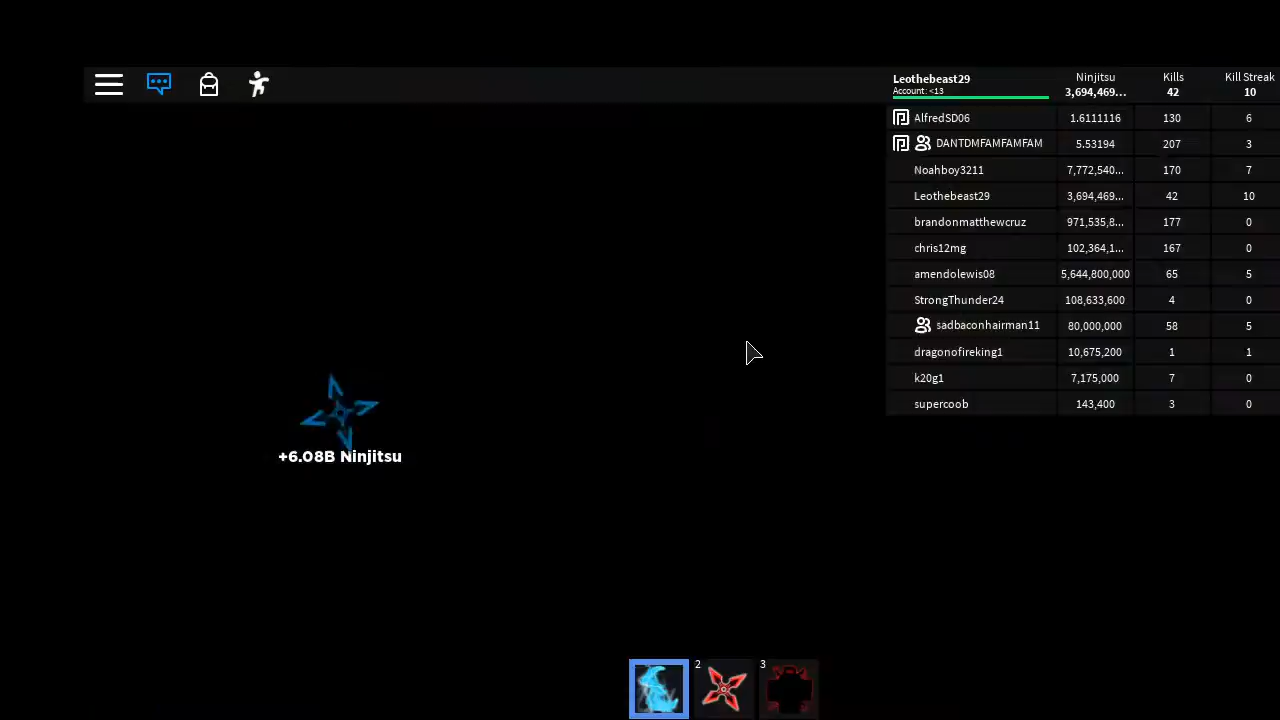 Leothebeast29 Ninjitsu Kills Kill Streak
Account: <13 3,694,469... 42 10
AlfredSD06 1.6111116 130 6
DANTDMFAMFAMFAM 5.53194 207 3
Noahboy3211 7,772,540... 170 7
Leothebeast29 3,694,469... 42 10
brandonmatthewcruz 971,535,8... 177 0
chris12mg 102,364,1... 167 0
amendolewis08 5,644,800,000 65 5
StrongThunder24 108,633,600 4 0
sadbaconhairman11 80,000,000 58 5
dragonofireking1 10,675,200 1 1
k20g1 7,175,000 7 0
supercoob 143,400 3 0
+6.08B Ninjitsu
2 3